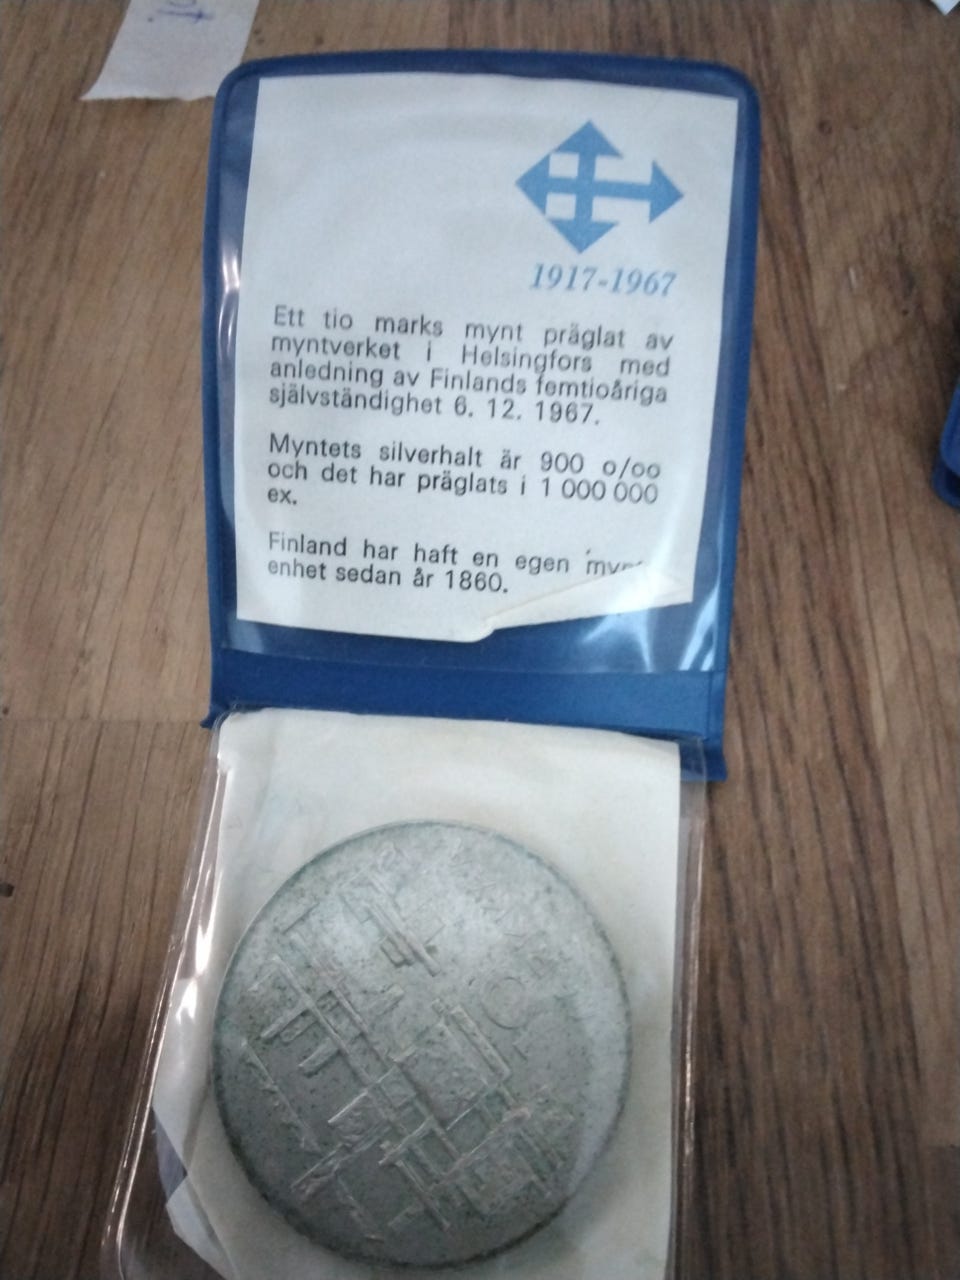 1917-1967
Ett tio marks mynt präglat av
myntverket i Helsingfors med
anledning av Finlands femtioåriga
självständighet 6. 12. 1967.
Myntets silverhalt är 900 o/oo
och det har präglats i 1 000 000
ex.
Finland har haft en egen
enhet sedan år 1860.